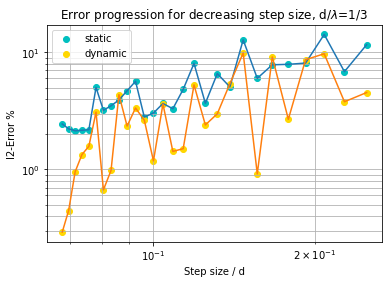 Error progression for decreasing step size, d/λ=1/3
static
dynamic
10¹
10⁰
l2-Error %
10⁻¹
2 × 10⁻¹
Step size / d